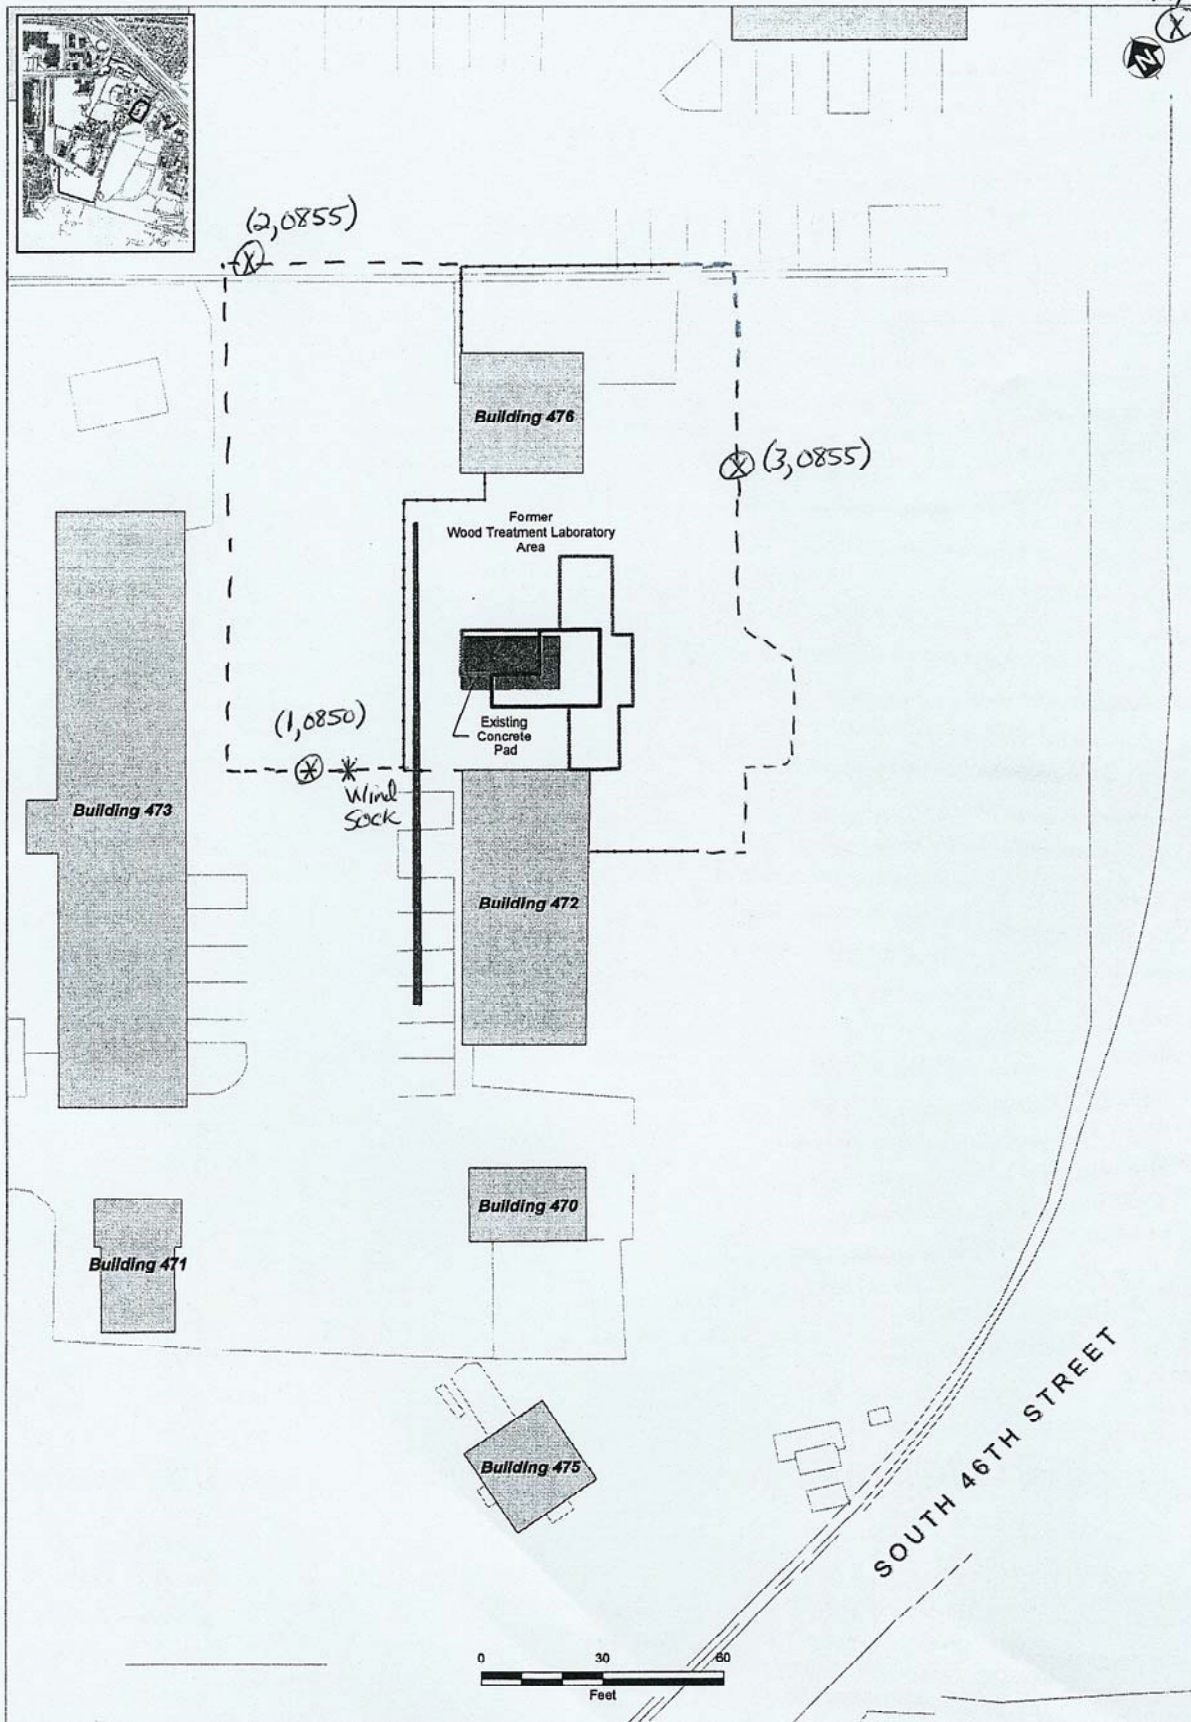 N
(2,0855)
Building 476
(3,0855)
Former
Wood Treatment Laboratory
Area
(1,0850)
Existing
Concrete
Pad
Wind
Sock
Building 473
Building 472
Building 470
Building 471
Building 475
SOUTH 46TH STREET
0 30 60
Feet